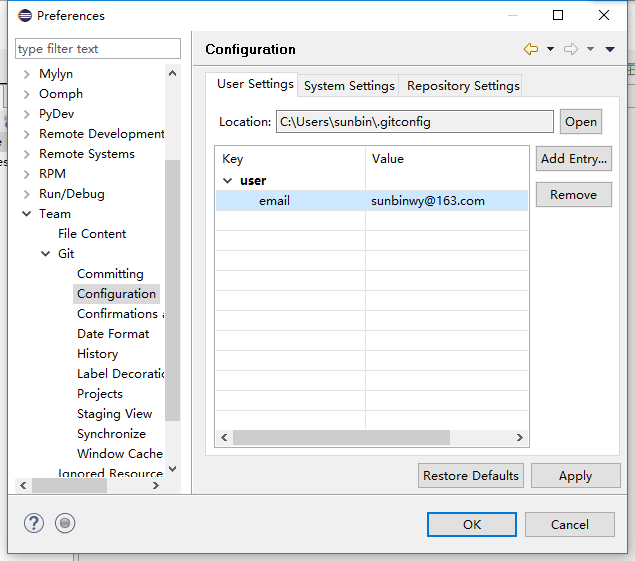 Preferences
type filter text
Mylyn
Oomph
PyDev
Remote Development
Remote Systems
RPM
Run/Debug
Team
File Content
Git
Committing
Configuration
Confirmations a
Date Format
History
Label Decoratio
Projects
Staging View
Synchronize
Window Cache
Ignored Resource
Configuration
User Settings System Settings Repository Settings
Location: C:\Users\sunbin\.gitconfig Open
Key Value Add Entry...
user Remove
email sunbinwy@163.com
Restore Defaults Apply
OK Cancel